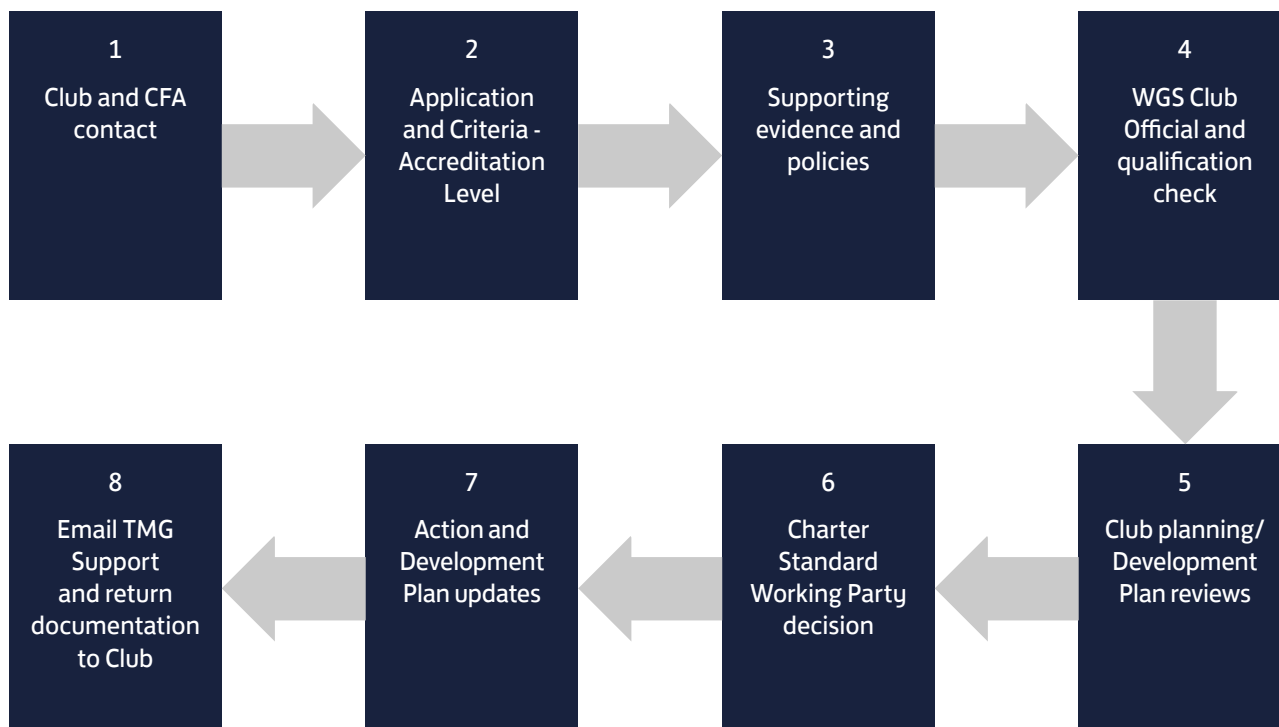 1
Club and CFA
contact
2
Application
and Criteria -
Accreditation
Level
3
Supporting
evidence and
policies
4
WGS Club
Official and
qualification
check
5
Club planning/
Development
Plan reviews
6
Charter
Standard
Working Party
decision
7
Action and
Development
Plan updates
8
Email TMG
Support
and return
documentation
to Club